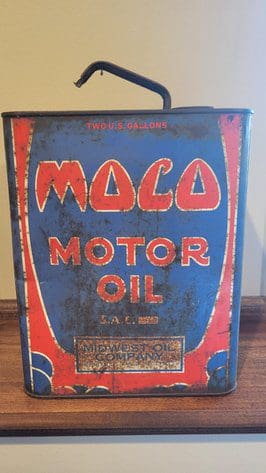 TWO U.S. GALLONS
MOCO
MOTOR
OIL
S.A.E.
MIDWEST OIL
COMPANY